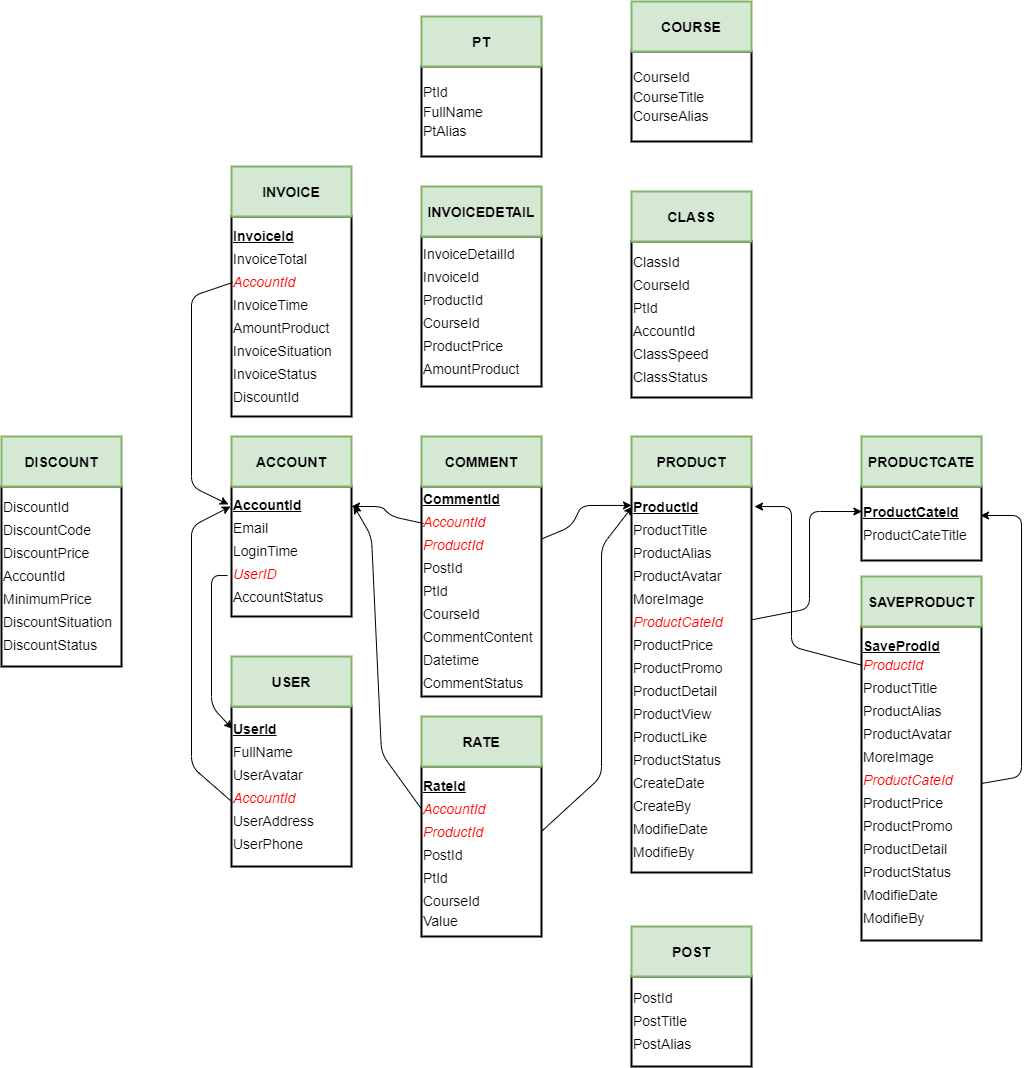 PT
PtId
FullName
PtAlias
COURSE
CourseId
CourseTitle
CourseAlias
INVOICE
InvoiceId
InvoiceTotal
AccountId
InvoiceTime
AmountProduct
InvoiceSituation
InvoiceStatus
DiscountId
INVOICEDETAIL
InvoiceDetailId
InvoiceId
ProductId
CourseId
ProductPrice
AmountProduct
CLASS
ClassId
CourseId
PtId
AccountId
ClassSpeed
ClassStatus
DISCOUNT
DiscountId
DiscountCode
DiscountPrice
AccountId
MinimumPrice
DiscountSituation
DiscountStatus
ACCOUNT
AccountId
Email
LoginTime
UserID
AccountStatus
COMMENT
CommentId
AccountId
ProductId
PostId
PtId
CourseId
CommentContent
Datetime
CommentStatus
PRODUCT
ProductId
ProductTitle
ProductAlias
ProductAvatar
MoreImage
ProductCateId
ProductPrice
ProductPromo
ProductDetail
ProductView
ProductLike
ProductStatus
CreateDate
CreateBy
ModifieDate
ModifieBy
PRODUCTCATE
ProductCateId
ProductCateTitle
SAVEPRODUCT
SaveProdId
ProductId
ProductTitle
ProductAlias
ProductAvatar
MoreImage
ProductCateId
ProductPrice
ProductPromo
ProductDetail
ProductStatus
ModifieDate
ModifieBy
USER
UserId
FullName
UserAvatar
AccountId
UserAddress
UserPhone
RATE
RateId
AccountId
ProductId
PostId
PtId
CourseId
Value
POST
PostId
PostTitle
PostAlias